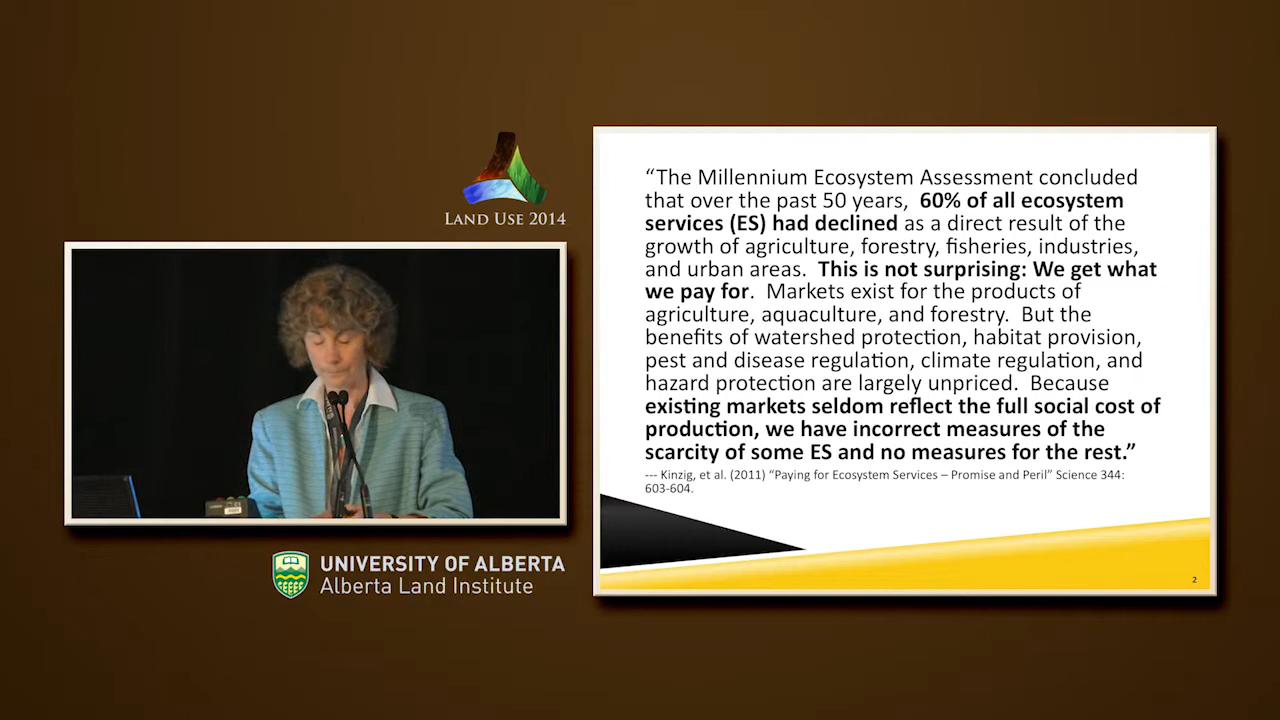 LAND USE 2014
UNIVERSITY OF ALBERTA
Alberta Land Institute
“The Millennium Ecosystem Assessment concluded
that over the past 50 years,  60% of all ecosystem
services (ES) had declined as a direct result of the
growth of agriculture, forestry, fisheries, industries,
and urban areas.  This is not surprising: We get what
we pay for.  Markets exist for the products of
agriculture, aquaculture, and forestry.  But the
benefits of watershed protection, habitat provision,
pest and disease regulation, climate regulation, and
hazard protection are largely unpriced.  Because
existing markets seldom reflect the full social cost of
production, we have incorrect measures of the
scarcity of some ES and no measures for the rest.”
--- Kinzig, et al. (2011) “Paying for Ecosystem Services – Promise and Peril” Science 344:
603-604.
2